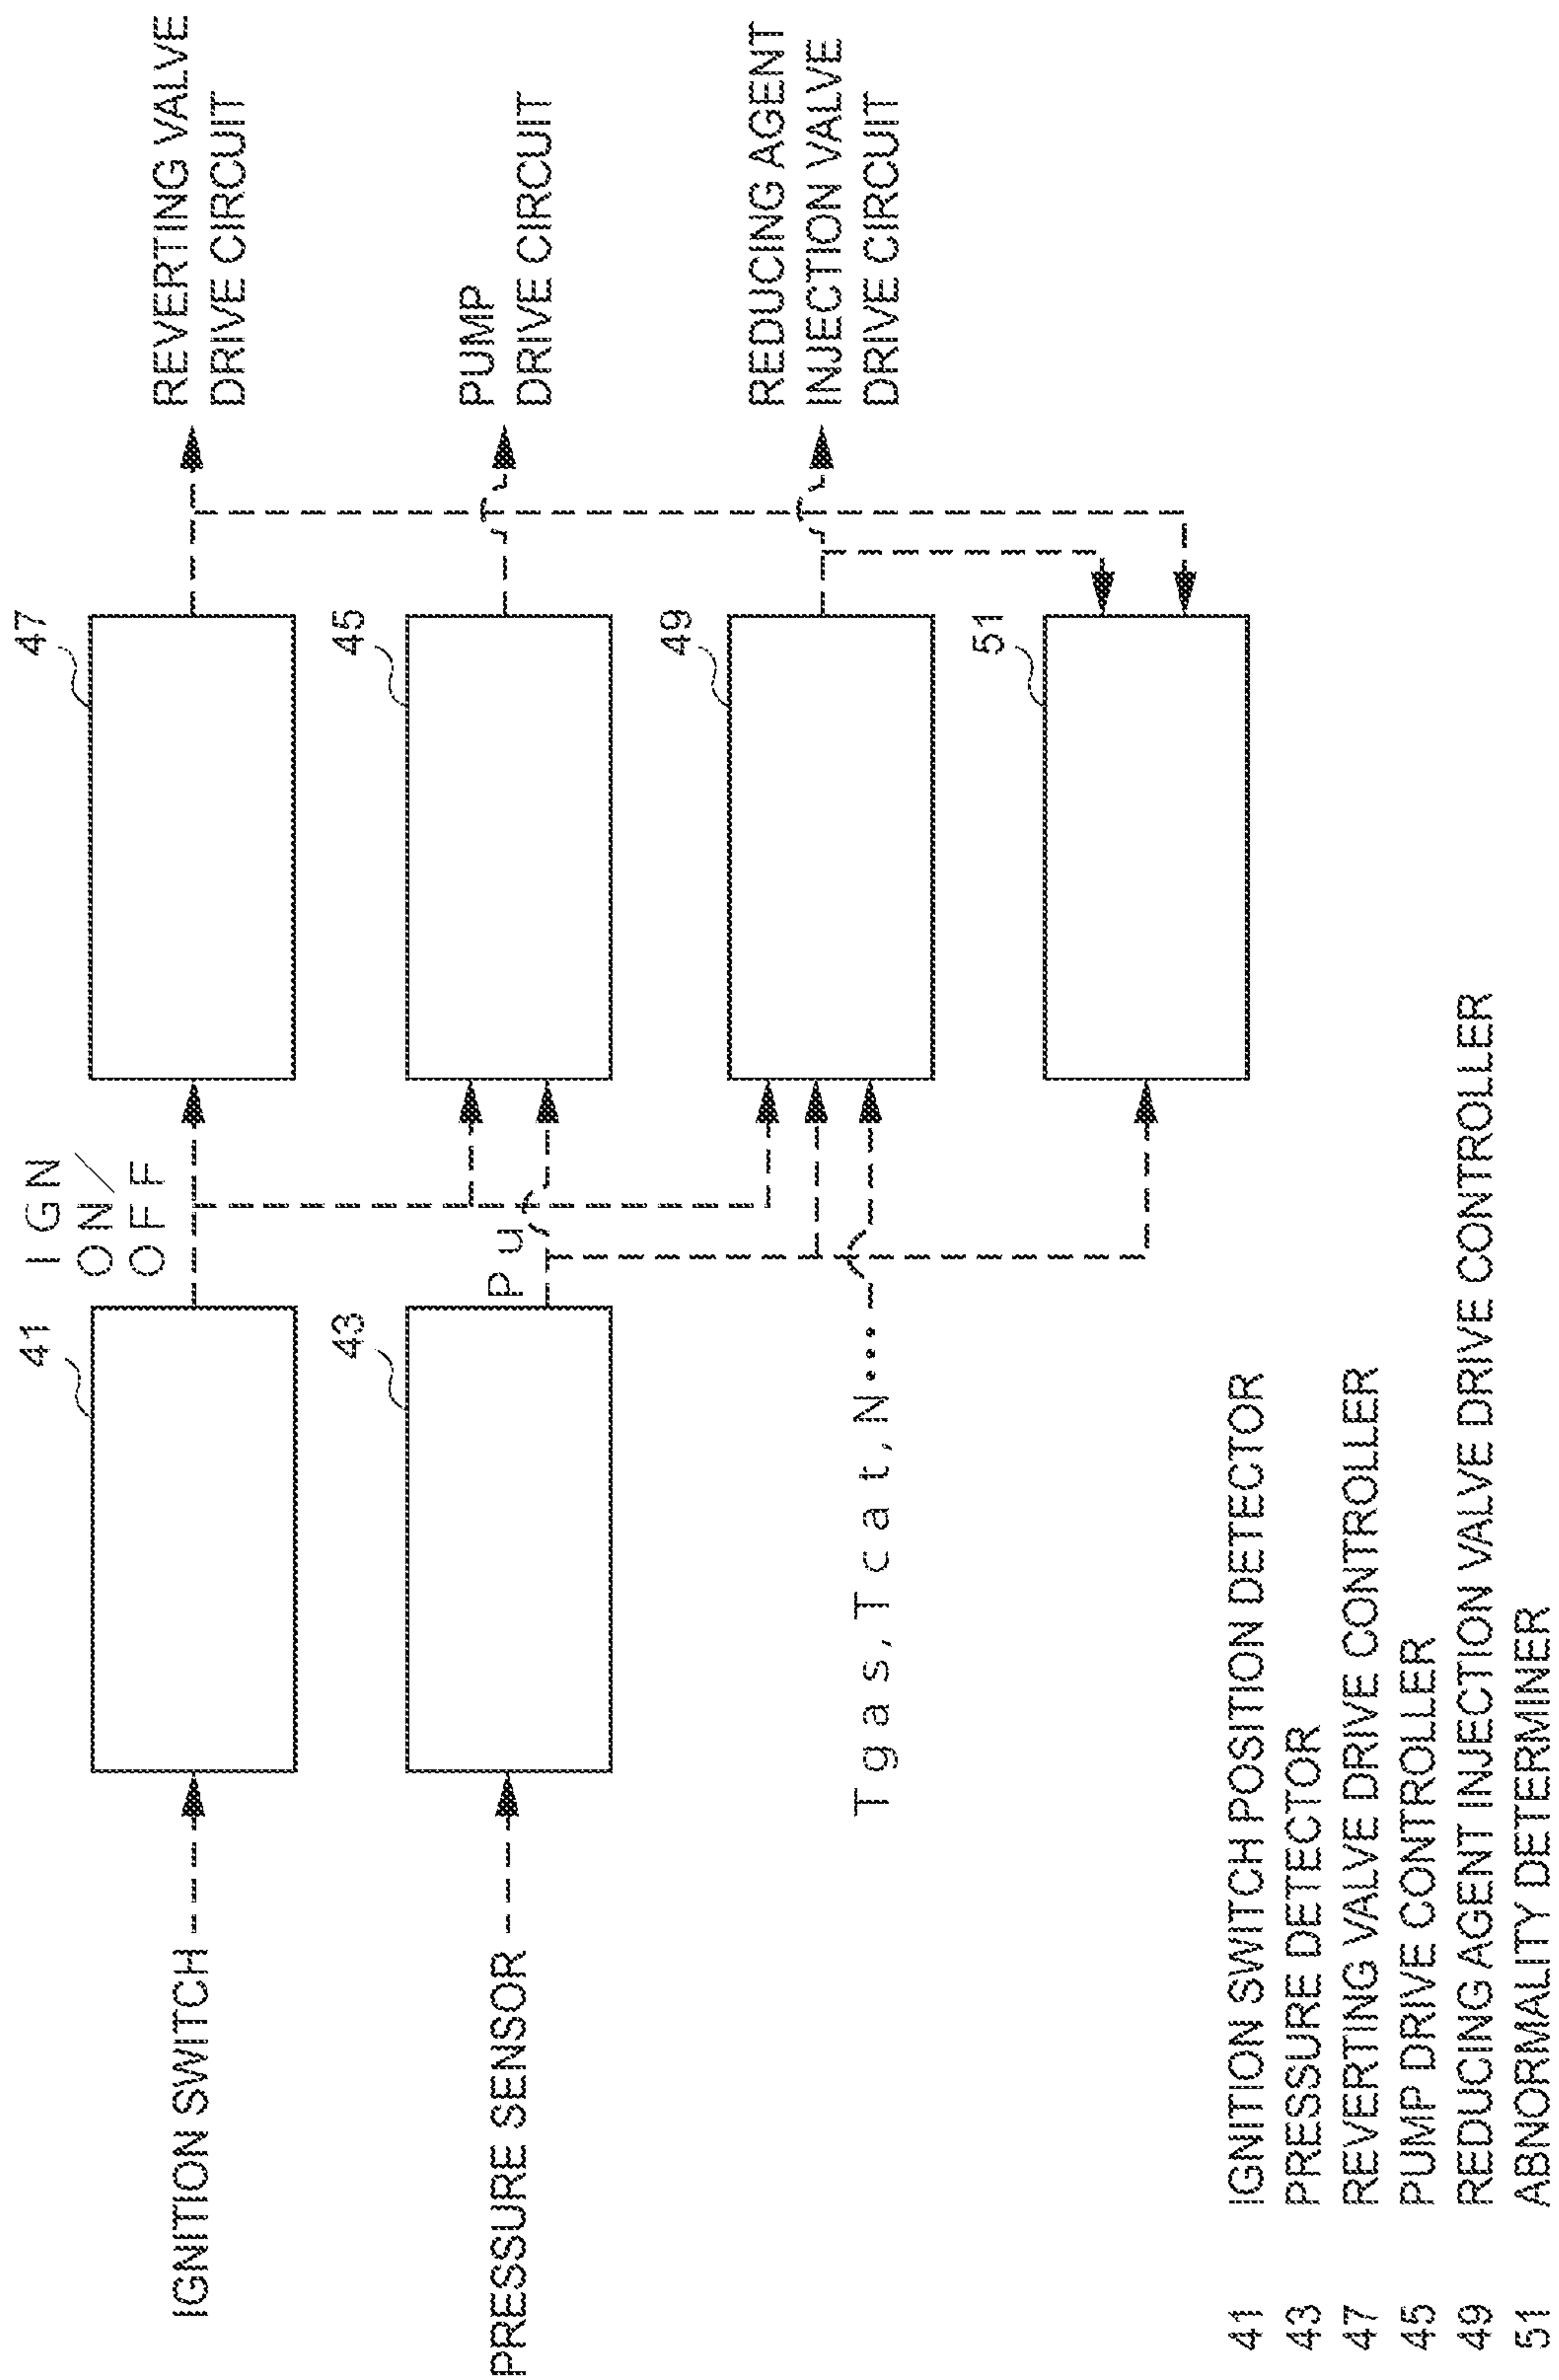 47
REVERTING VALVE
DRIVE CIRCUIT
41
IGN
ON/
OFF
IGNITION SWITCH
45
PUMP
DRIVE CIRCUIT
43
Pu
PRESSURE SENSOR
49
REDUCING AGENT
INJECTION VALVE
DRIVE CIRCUIT
Tgas,Tcat,N•••
51
41 IGNITION SWITCH POSITION DETECTOR
43 PRESSURE DETECTOR
47 REVERTING VALVE DRIVE CONTROLLER
45 PUMP DRIVE CONTROLLER
49 REDUCING AGENT INJECTION VALVE DRIVE CONTROLLER
51 ABNORMALITY DETERMINER